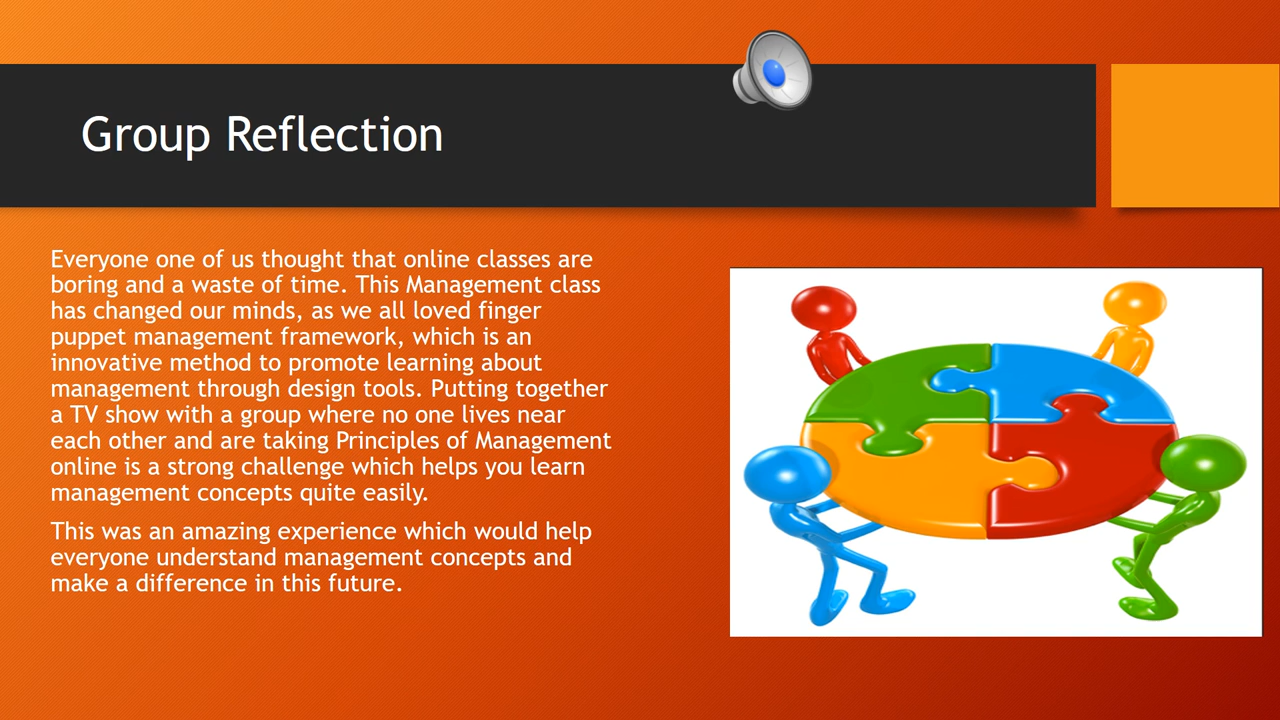 Group Reflection
Everyone one of us thought that online classes are
boring and a waste of time. This Management class
has changed our minds, as we all loved finger
puppet management framework, which is an
innovative method to promote learning about
management through design tools. Putting together
a TV show with a group where no one lives near
each other and are taking Principles of Management
online is a strong challenge which helps you learn
management concepts quite easily.
This was an amazing experience which would help
everyone understand management concepts and
make a difference in this future.